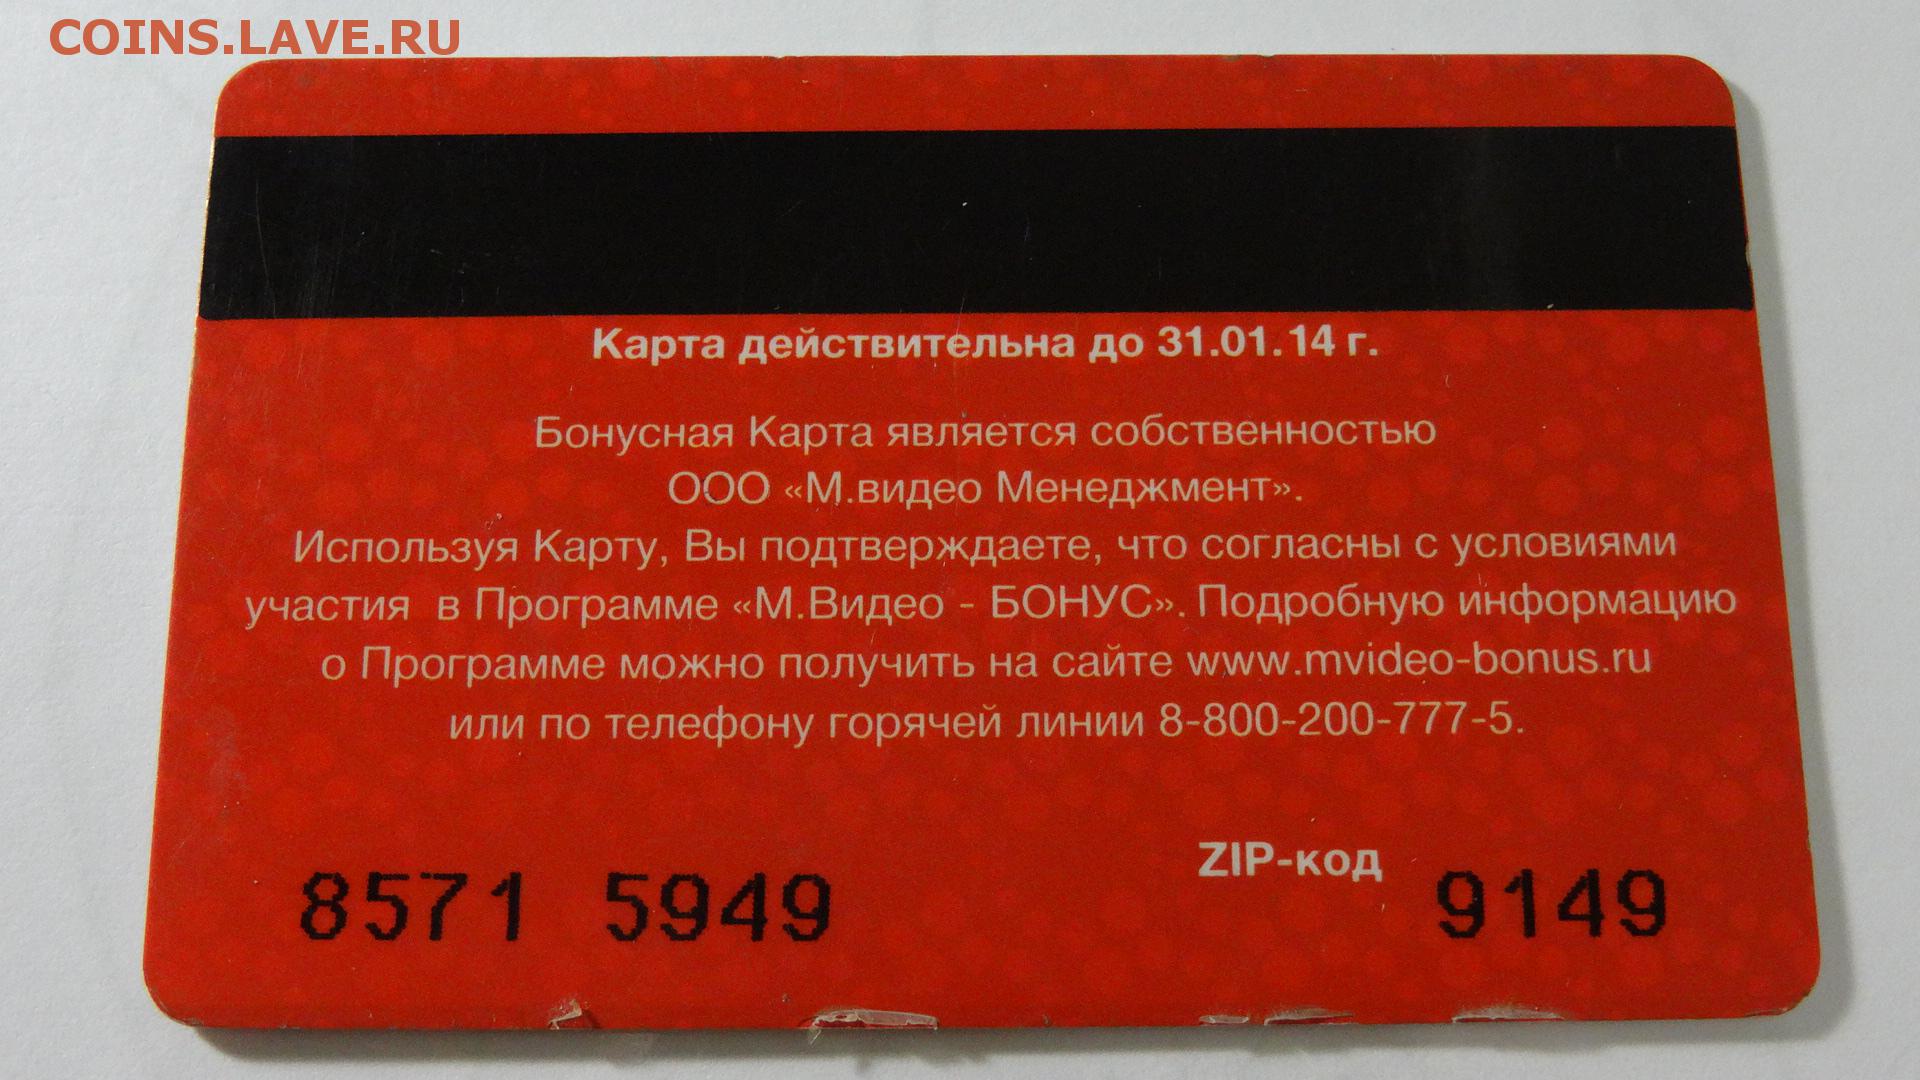 COINS.LAVE.RU
Карта действительна до 31.01.14 г.
Бонусная Карта является собственностью
ООО «М.видео Менеджмент».
Используя Карту, Вы подтверждаете, что согласны с условиями
участия в Программе «М.Видео - БОНУС». Подробную информацию
о Программе можно получить на сайте www.mvideo-bonus.ru
или по телефону горячей линии 8-800-200-777-5.
ZIP-код
8571 5949 9149